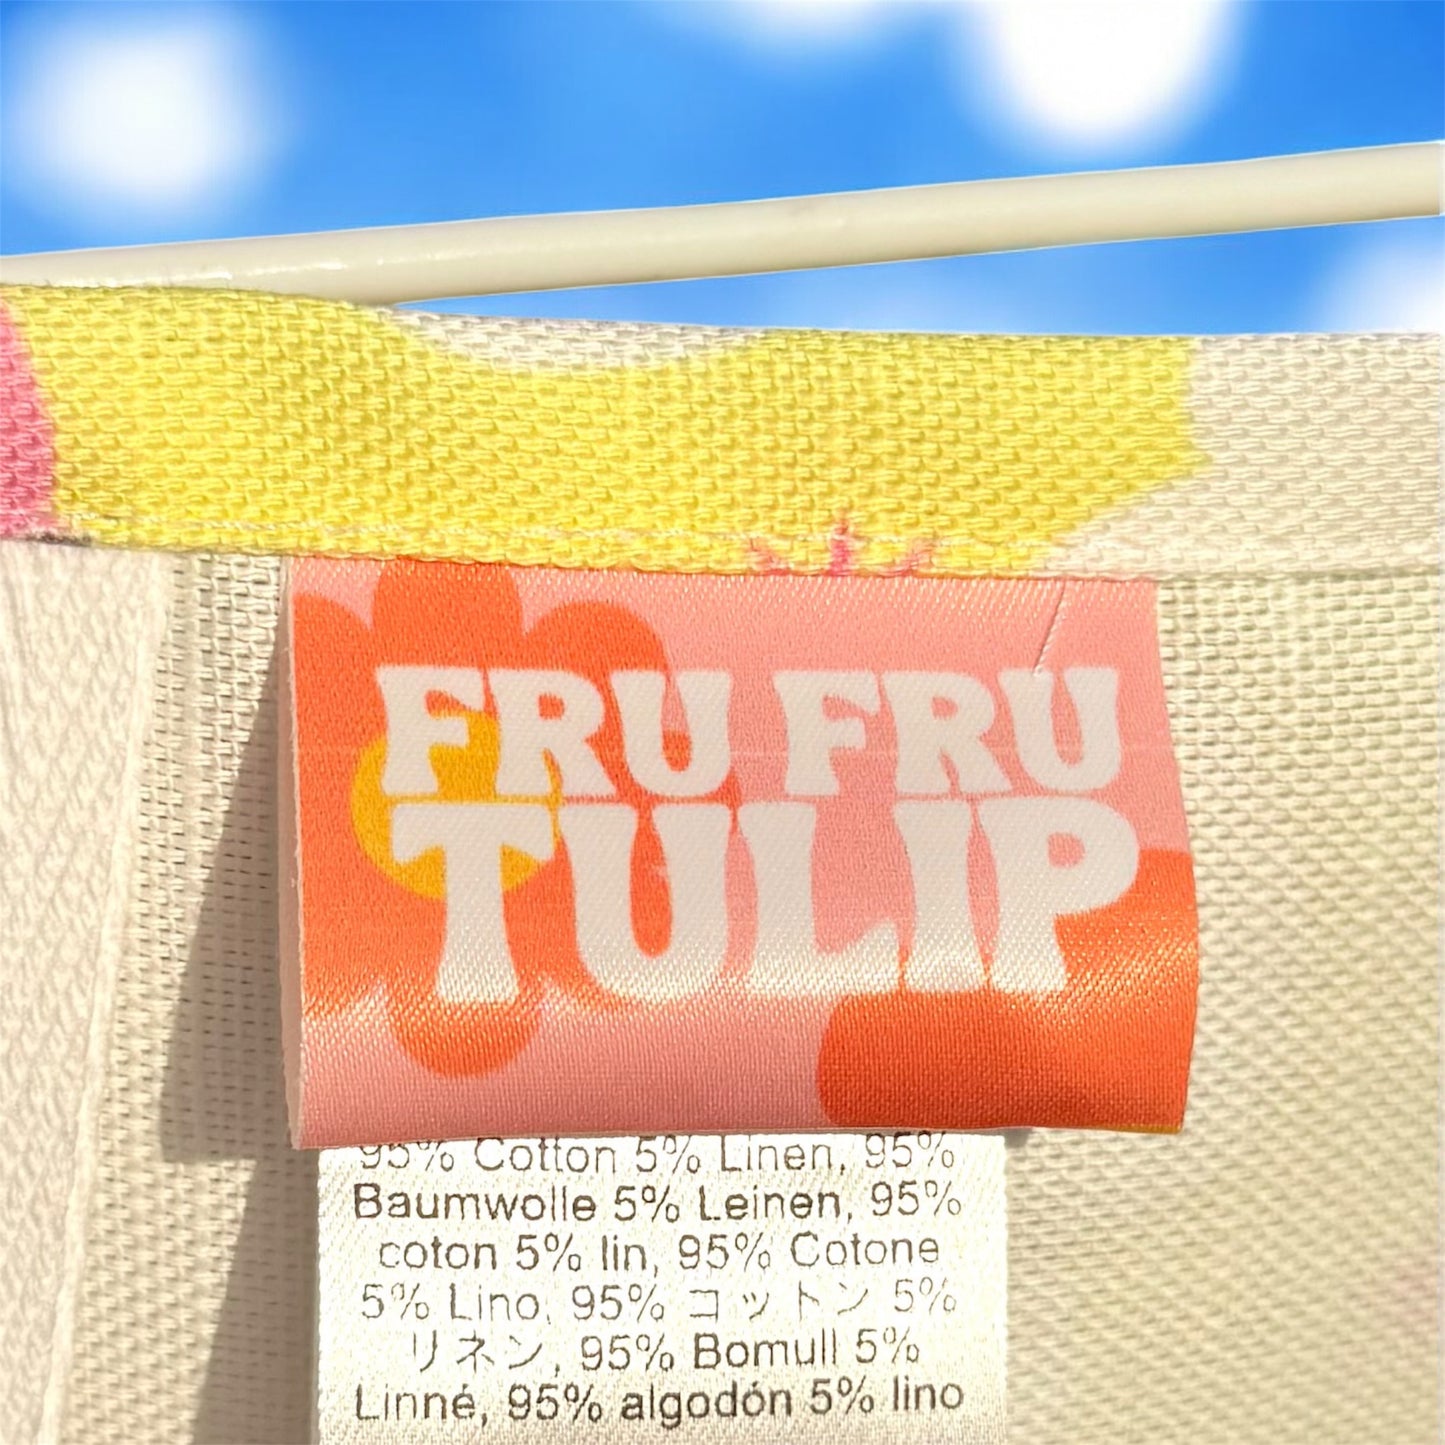 FRU FRU
TULIP
95% Cotton 5% Linen, 95%
Baumwolle 5% Leinen, 95%
coton 5% lin, 95% Cotone
5% Lino, 95% コットン 5%
リネン, 95% Bomull 5%
Linné, 95% algodón 5% lino